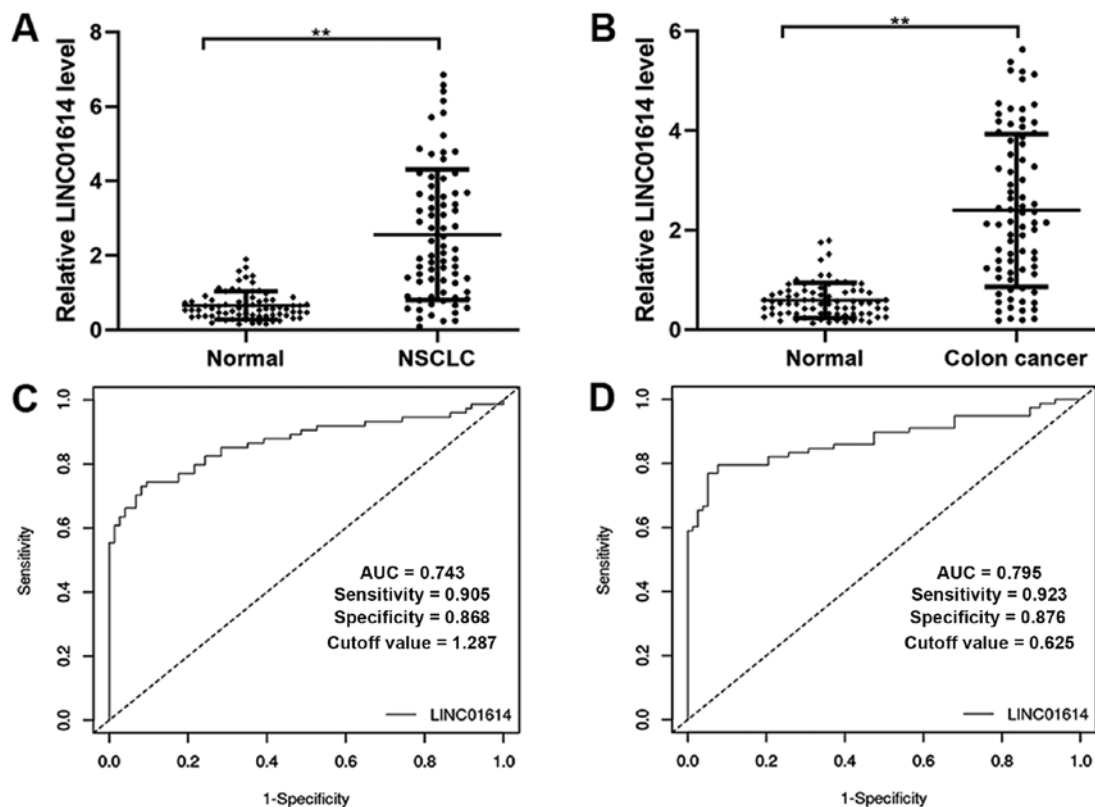 A
Relative LINC01614 level
8
6
4
2
0
**
Normal
NSCLC
B
Relative LINC01614 level
6
4
2
0
**
Normal
Colon cancer
C
Sensitivity
1.0
0.8
0.6
0.4
0.2
0.0
AUC = 0.743
Sensitivity = 0.905
Specificity = 0.868
Cutoff value = 1.287
LINC01614
0.0 0.2 0.4 0.6 0.8 1.0
1-Specificity
D
Sensitivity
1.0
0.8
0.6
0.4
0.2
0.0
AUC = 0.795
Sensitivity = 0.923
Specificity = 0.876
Cutoff value = 0.625
LINC01614
0.0 0.2 0.4 0.6 0.8 1.0
1-Specificity